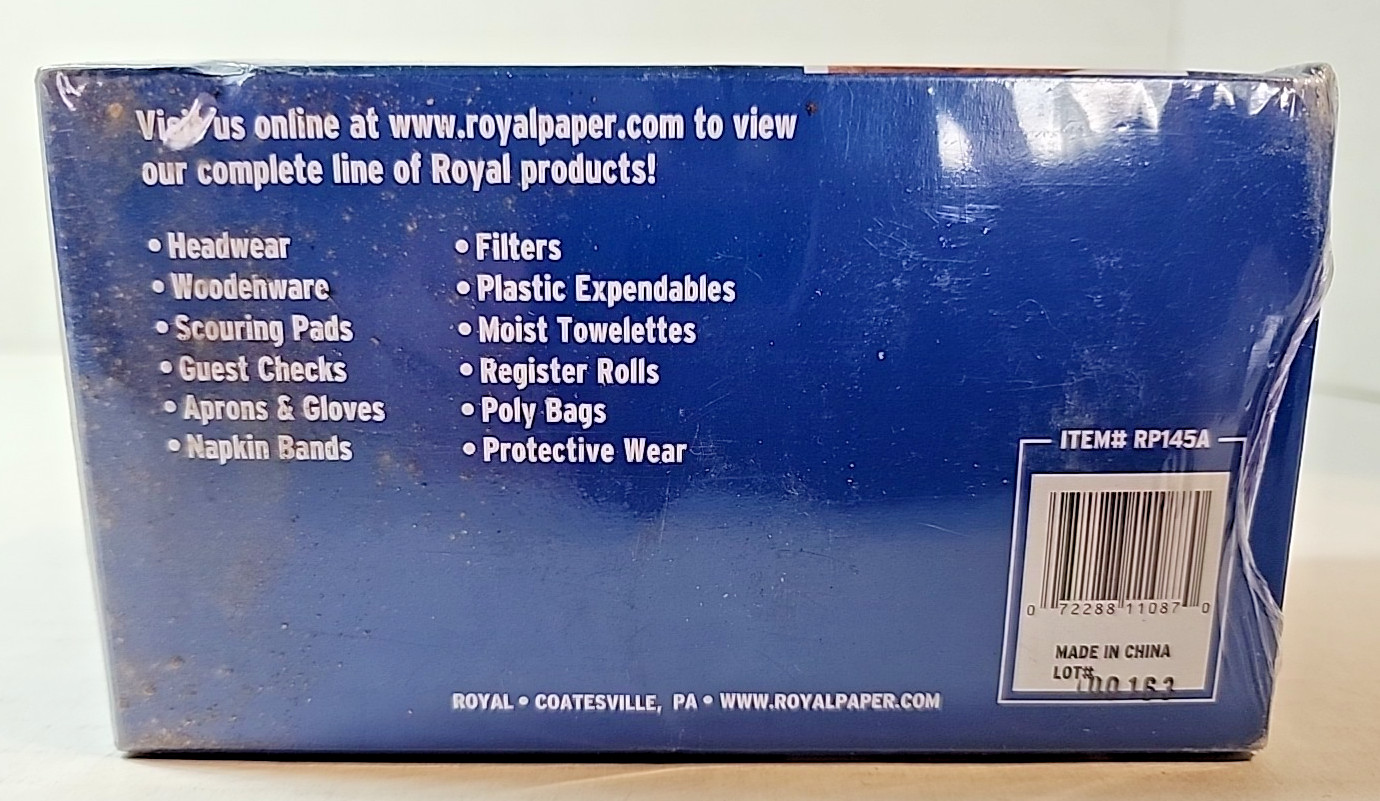 Visit us online at www.royalpaper.com to view
our complete line of Royal products!
• Headwear
• Woodenware
• Scouring Pads
• Guest Checks
• Aprons & Gloves
• Napkin Bands
• Filters
• Plastic Expendables
• Moist Towelettes
• Register Rolls
• Poly Bags
• Protective Wear
ITEM# RP145A
0 72288 11087 0
MADE IN CHINA
LOT#
ROYAL • COATESVILLE, PA • WWW.ROYALPAPER.COM